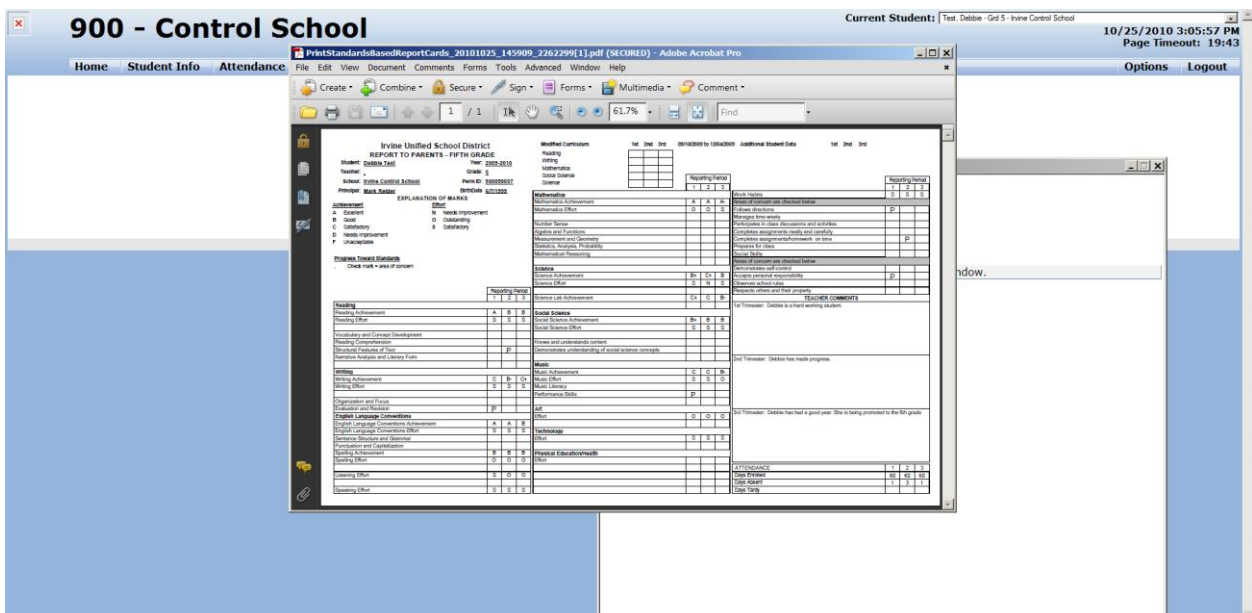 900 - Control School
Current Student: Test, Debbie - Grd 5 - Irvine Control School
10/25/2010 3:05:57 PM
Page Timeout: 19:43
Home Student Info Attendance
Options Logout
PrintStandardsBasedReportCards_20101025_145909_2262299[1].pdf (SECURED) - Adobe Acrobat Pro
File Edit View Document Comments Forms Tools Advanced Window Help
Create Combine Secure Sign Forms Multimedia Comment
1 / 1 61.7% Find
Irvine Unified School District
REPORT TO PARENTS - FIFTH GRADE
Student: Debbie Test Year: 2009-2010
Teacher: , Grade: 5
School: Irvine Control School Perm ID:
Principal: Mark Reider BirthDate
EXPLANATION OF MARKS
Achievement Effort
A Excellent N Needs Improvement
B Good O Outstanding
C Satisfactory S Satisfactory
D Needs Improvement
F Unacceptable
Progress Toward Standards
Check mark = area of concern
Reporting Period
1 2 3
Reading
Reading Achievement A B B
Reading Effort S S S
Vocabulary and Concept Development
Reading Comprehension
Structural Features of Text P
Narrative Analysis and Literary Form
Writing
Writing Achievement C B- C+
Writing Effort S S S
Organization and Focus
Evaluation and Revision P
English Language Conventions
English Language Conventions Achievement A A B
English Language Conventions Effort S S S
Sentence Structure and Grammar
Punctuation and Capitalization
Spelling Achievement B B B
Spelling Effort O O O
Listening Effort S O O
Speaking Effort S S S
Modified Curriculum 1st 2nd 3rd
Reading
Writing
Mathematics
Social Science
Science
Reporting Period
1 2 3
Mathematics
Mathematics Achievement A A A-
Mathematics Effort O O S
Number Sense
Algebra and Functions
Measurement and Geometry
Statistics, Analysis, Probability
Mathematical Reasoning
Science
Science Achievement B+ C+ B
Science Effort S N S
Science Lab Achievement C+ C B-
Social Science
Social Science Achievement B+ B B
Social Science Effort S S S
Knows and understands content
Demonstrates understanding of social science concepts
Music
Music Achievement C C B-
Music Effort S S O
Music Literacy
Performance Skills P
Art
Effort O O O
Technology
Effort S S S
Physical Education/Health
Effort
Additional Student Data 1st 2nd 3rd
Reporting Period
1 2 3
Work Habits S S S
Areas of concern are checked below
Follows directions P
Manages time wisely
Participates in class discussions and activities
Completes assignments neatly and carefully
Completes assignments/homework on time P
Prepares for class
Social Skills
Areas of concern are checked below
Demonstrates self-control
Accepts personal responsibility P
Observes school rules
Respects others and their property
TEACHER COMMENTS
1st Trimester: Debbie is a hard working student.
2nd Trimester: Debbie has made progress.
3rd Trimester: Debbie has had a good year. She is being promoted to the 6th grade.
ATTENDANCE 1 2 3
Days Enrolled 60 60 60
Days Absent 1 3 1
Days Tardy
ndow.